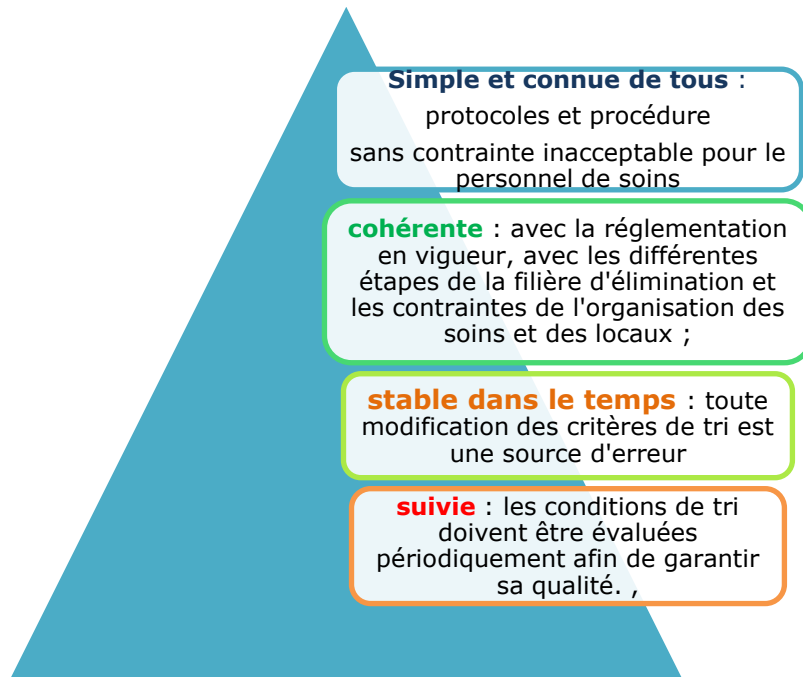 Simple et connue de tous :
protocoles et procédure
sans contrainte inacceptable pour le
personnel de soins
cohérente : avec la réglementation
en vigueur, avec les différentes
étapes de la filière d'élimination et
les contraintes de l'organisation des
soins et des locaux ;
stable dans le temps : toute
modification des critères de tri est
une source d'erreur
suivie : les conditions de tri
doivent être évaluées
périodiquement afin de garantir
sa qualité. ,